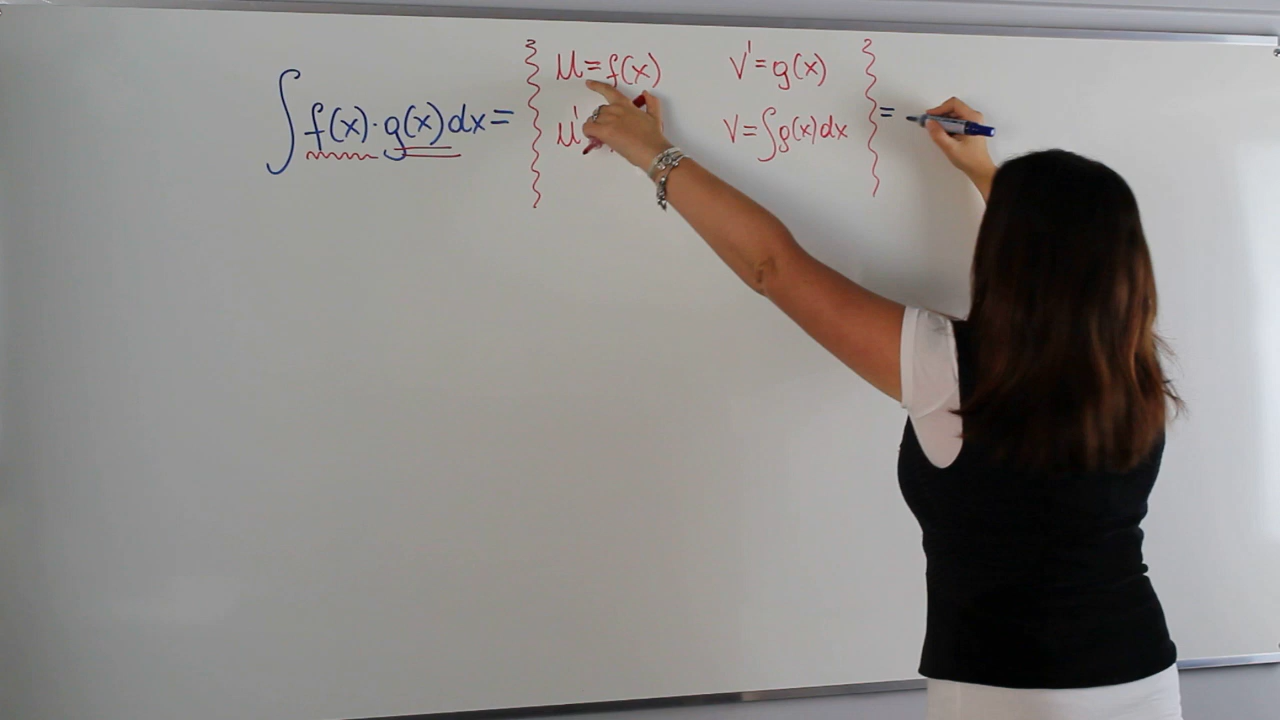 ∫ f(x)·g(x)dx = { u = f(x) v' = g(x) } =
u' v = ∫g(x)dx